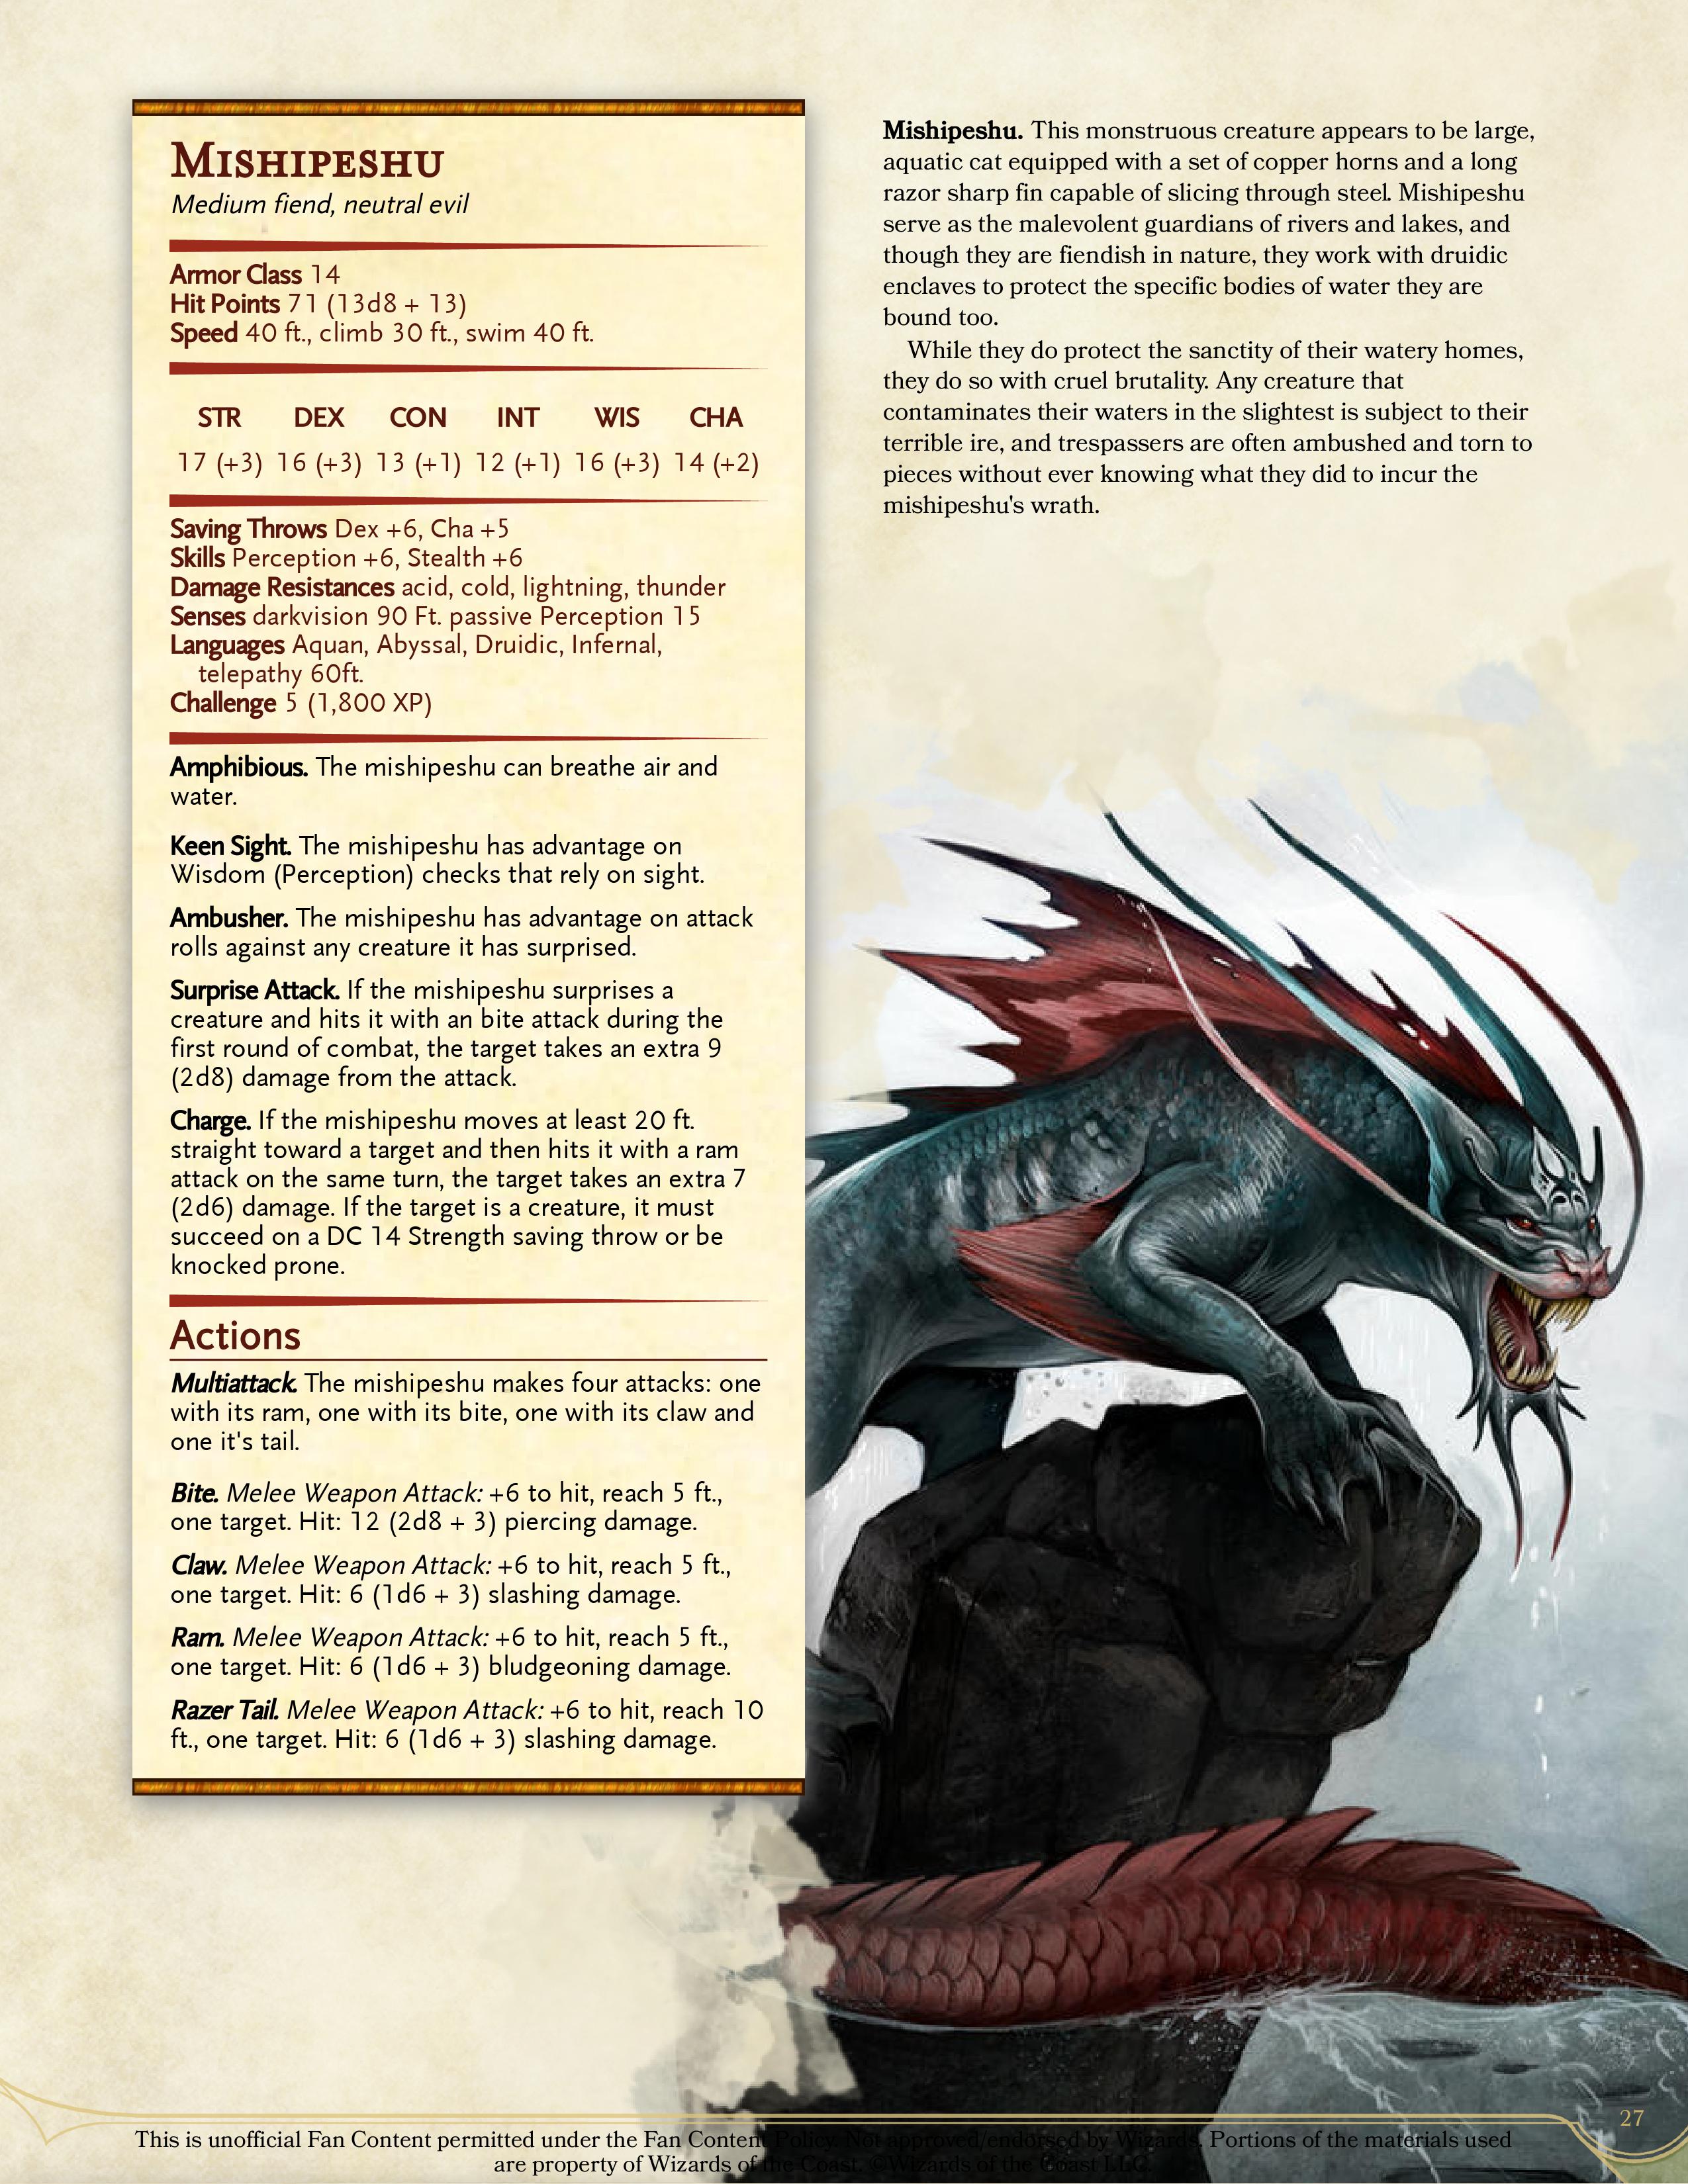 Mishipeshu
Medium fiend, neutral evil
Armor Class 14
Hit Points 71 (13d8 + 13)
Speed 40 ft., climb 30 ft., swim 40 ft.
STR DEX CON INT WIS CHA
17 (+3) 16 (+3) 13 (+1) 12 (+1) 16 (+3) 14 (+2)
Saving Throws Dex +6, Cha +5
Skills Perception +6, Stealth +6
Damage Resistances acid, cold, lightning, thunder
Senses darkvision 90 Ft. passive Perception 15
Languages Aquan, Abyssal, Druidic, Infernal,
telepathy 60ft.
Challenge 5 (1,800 XP)
Amphibious. The mishipeshu can breathe air and
water.
Keen Sight. The mishipeshu has advantage on
Wisdom (Perception) checks that rely on sight.
Ambusher. The mishipeshu has advantage on attack
rolls against any creature it has surprised.
Surprise Attack. If the mishipeshu surprises a
creature and hits it with an bite attack during the
first round of combat, the target takes an extra 9
(2d8) damage from the attack.
Charge. If the mishipeshu moves at least 20 ft.
straight toward a target and then hits it with a ram
attack on the same turn, the target takes an extra 7
(2d6) damage. If the target is a creature, it must
succeed on a DC 14 Strength saving throw or be
knocked prone.
Actions
Multiattack. The mishipeshu makes four attacks: one
with its ram, one with its bite, one with its claw and
one it's tail.
Bite. Melee Weapon Attack: +6 to hit, reach 5 ft.,
one target. Hit: 12 (2d8 + 3) piercing damage.
Claw. Melee Weapon Attack: +6 to hit, reach 5 ft.,
one target. Hit: 6 (1d6 + 3) slashing damage.
Ram. Melee Weapon Attack: +6 to hit, reach 5 ft.,
one target. Hit: 6 (1d6 + 3) bludgeoning damage.
Razer Tail. Melee Weapon Attack: +6 to hit, reach 10
ft., one target. Hit: 6 (1d6 + 3) slashing damage.
Mishipeshu. This monstruous creature appears to be large,
aquatic cat equipped with a set of copper horns and a long
razor sharp fin capable of slicing through steel. Mishipeshu
serve as the malevolent guardians of rivers and lakes, and
though they are fiendish in nature, they work with druidic
enclaves to protect the specific bodies of water they are
bound too.
While they do protect the sanctity of their watery homes,
they do so with cruel brutality. Any creature that
contaminates their waters in the slightest is subject to their
terrible ire, and trespassers are often ambushed and torn to
pieces without ever knowing what they did to incur the
mishipeshu's wrath.
27
This is unofficial Fan Content permitted under the Fan Content Policy. Not approved/endorsed by Wizards. Portions of the materials used
are property of Wizards of the Coast. ©Wizards of the Coast LLC.